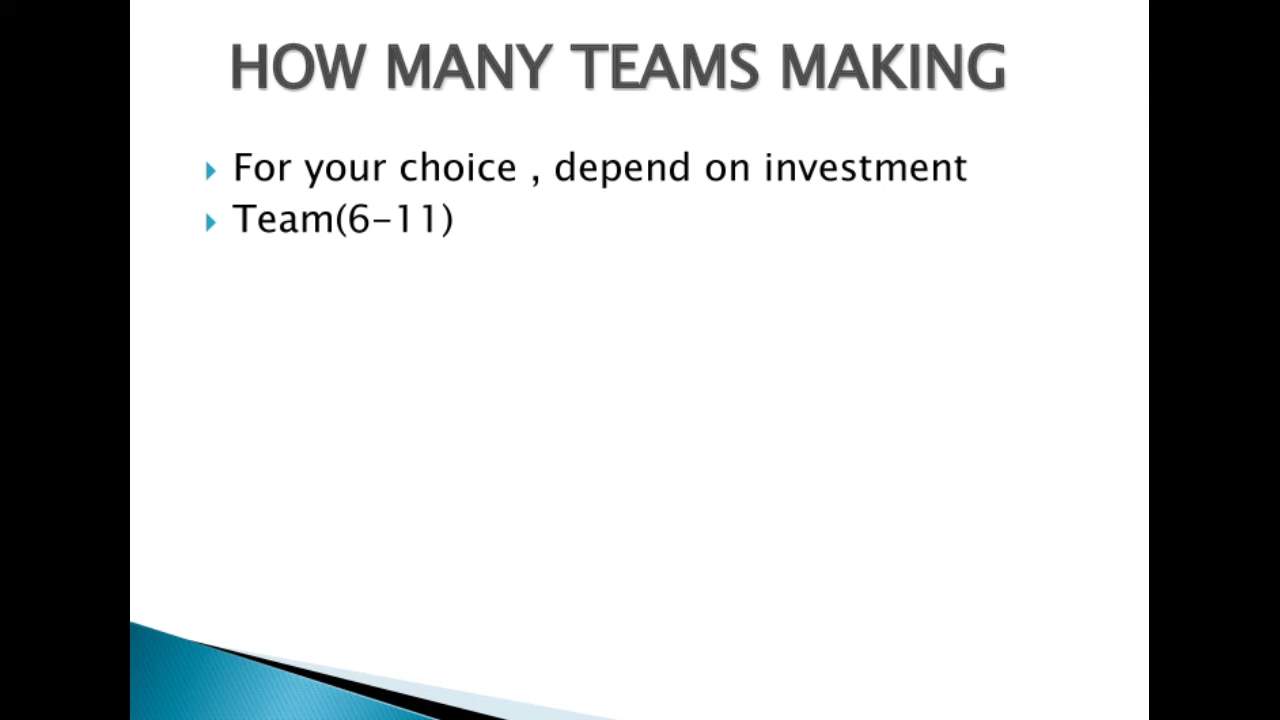 HOW MANY TEAMS MAKING
For your choice , depend on investment
Team(6-11)